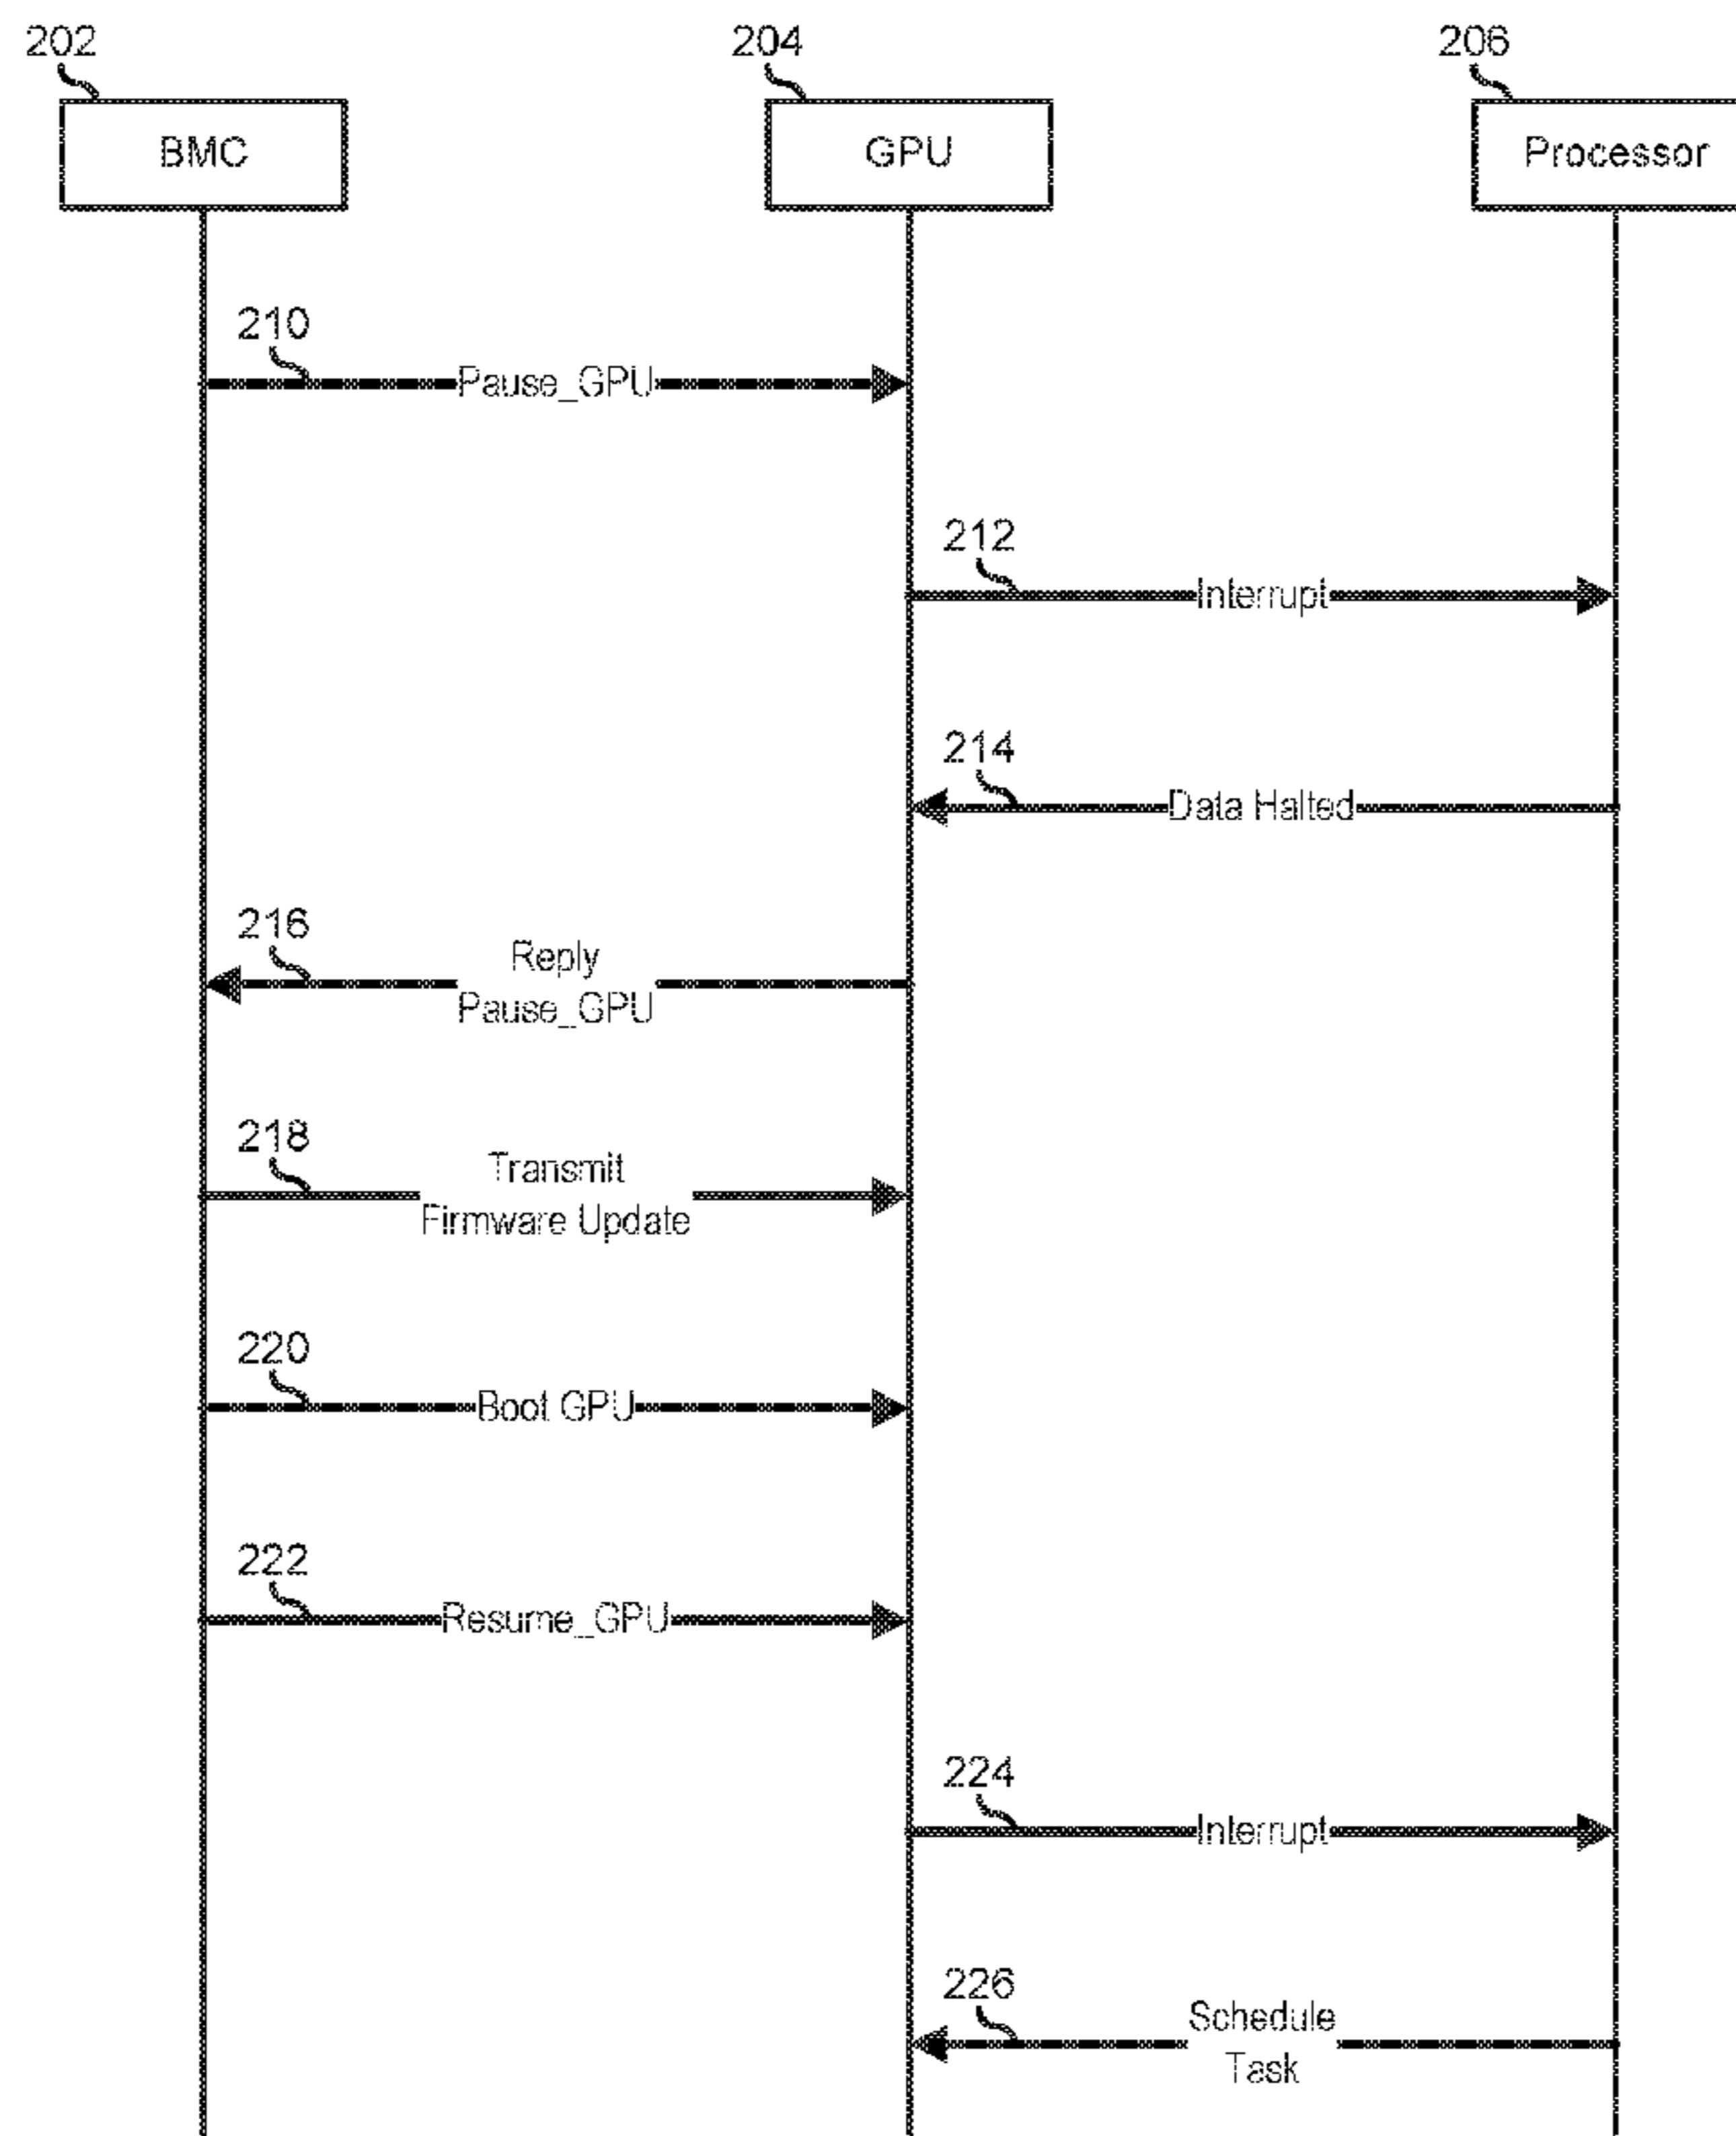 202
204
206
BMC
GPU
Processor
210
Pause_GPU
212
Interrupt
214
Data Halted
216
Reply
Pause_GPU
218
Transmit
Firmware Update
220
Boot GPU
222
Resume_GPU
224
Interrupt
226
Schedule
Task